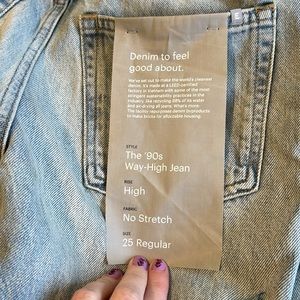 E
Denim to feel
good about.
We've set out to make the world's cleanest
denim. It's made at a LEED-certified
factory in Vietnam with some of the most
stringent sustainability practices in the
industry, like recycling 98% of its water
and air-drying all jeans. What's more:
The facility repurposes denim byproducts
to make bricks for affordable housing.
STYLE
The '90s
Way-High Jean
RISE
High
FABRIC
No Stretch
SIZE
25 Regular